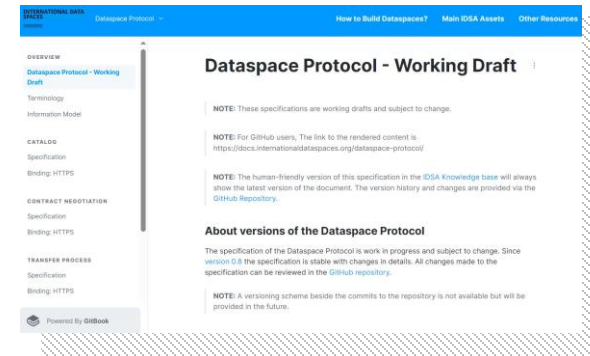 INTERNATIONAL DATA
SPACES
Dataspace Protocol
How to Build Dataspaces?
Main IDSA Assets
Other Resources
OVERVIEW
Dataspace Protocol - Working
Draft
Terminology
Information Model
CATALOG
Specification
Binding: HTTPS
CONTRACT NEGOTIATION
Specification
Binding: HTTPS
TRANSFER PROCESS
Specification
Binding: HTTPS
Powered By GitBook
Dataspace Protocol - Working Draft
NOTE: These specifications are working drafts and subject to change.
NOTE: For GitHub users, The link to the rendered content is
https://docs.internationaldataspaces.org/dataspace-protocol/
NOTE: The human-friendly version of this specification in the IDSA Knowledge base will always
show the latest version of the document. The version history and changes are provided via the
GitHub Repository.
About versions of the Dataspace Protocol
The specification of the Dataspace Protocol is work in progress and subject to change. Since
version 0.8 the specification is stable with changes in details. All changes made to the
specification can be reviewed in the GitHub repository.
NOTE: A versioning scheme beside the commits to the repository is not available but will be
provided in the future.